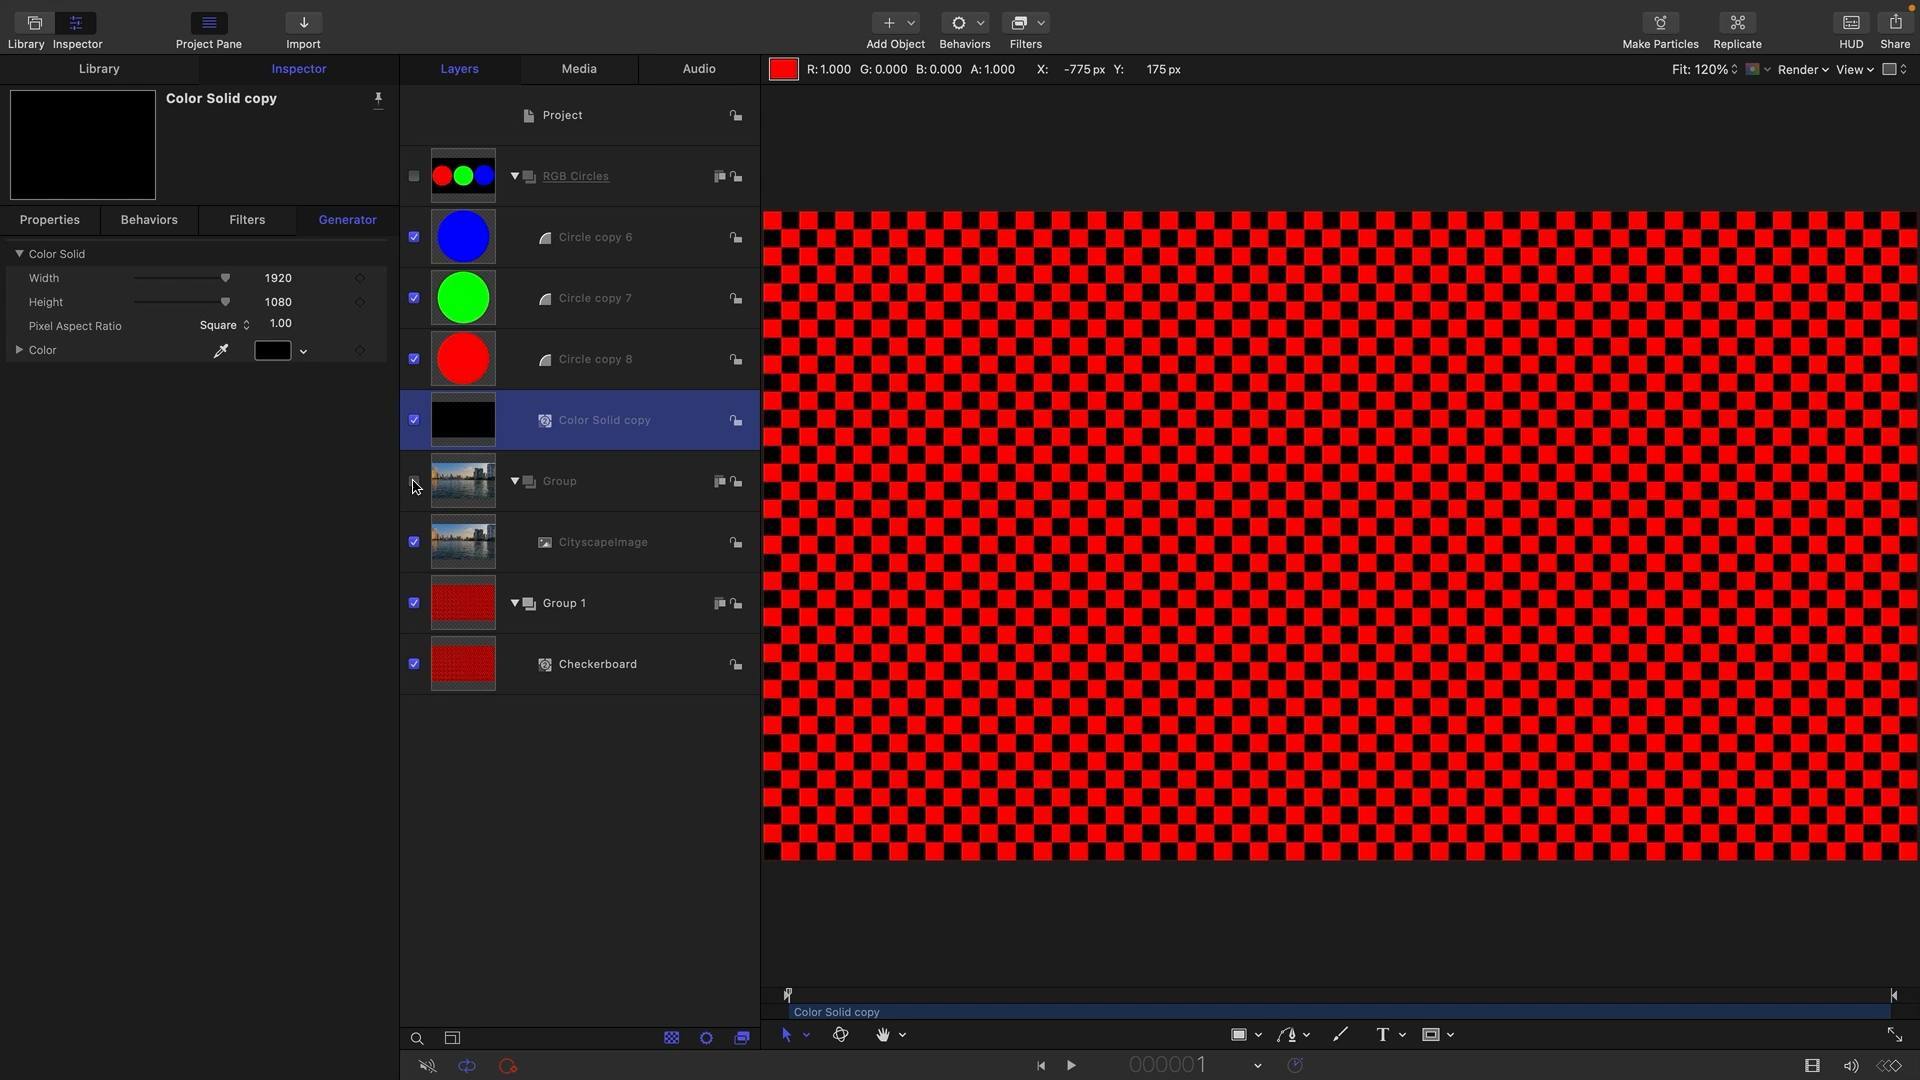 Library Inspector
Project Pane
Import
Add Object
Behaviors
Filters
Make Particles
Replicate
HUD
Share
Library
Inspector
Layers
Media
Audio
R:1.000 G:0.000 B:0.000 A:1.000 X: -775 px Y: 175 px
Fit: 120%
Render
View
Color Solid copy
Properties
Behaviors
Filters
Generator
Color Solid
Width 1920
Height 1080
Pixel Aspect Ratio Square 1.00
Color
Project
RGB Circles
Circle copy 6
Circle copy 7
Circle copy 8
Color Solid copy
Group
CityscapeImage
Group 1
Checkerboard
Color Solid copy
T
000001